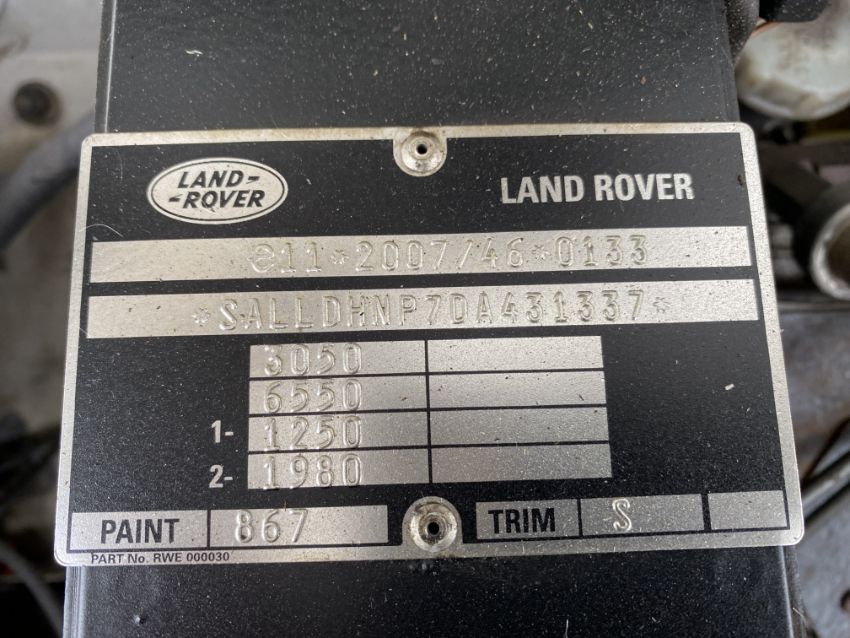 LAND-
-ROVER
LAND ROVER
e11*2007/46*0133
*SALLDHNP7DA431337*
3050
6550
1- 1250
2- 1980
PAINT 867 TRIM S
PART No. RWE 000030